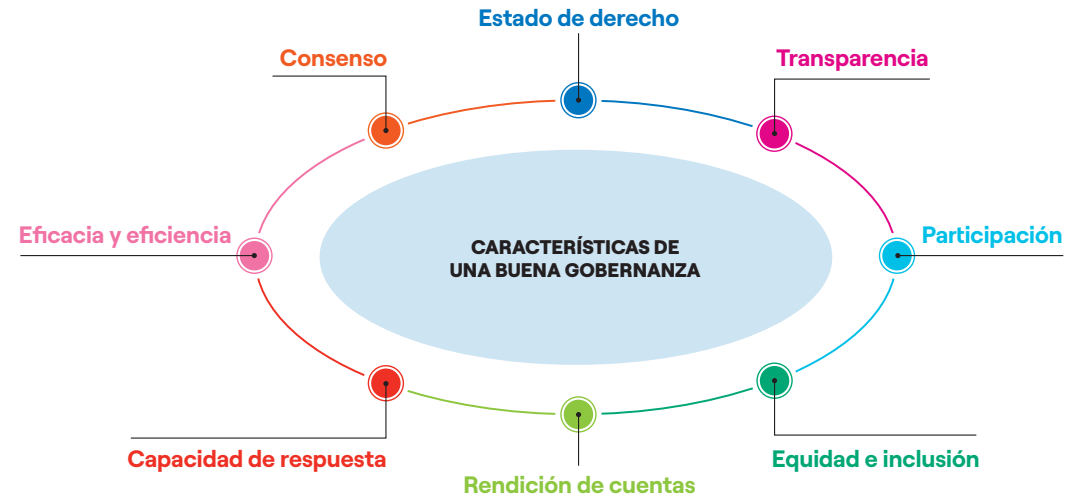 Estado de derecho
Consenso
Transparencia
Eficacia y eficiencia
Participación
CARACTERÍSTICAS DE
UNA BUENA GOBERNANZA
Capacidad de respuesta
Equidad e inclusión
Rendición de cuentas